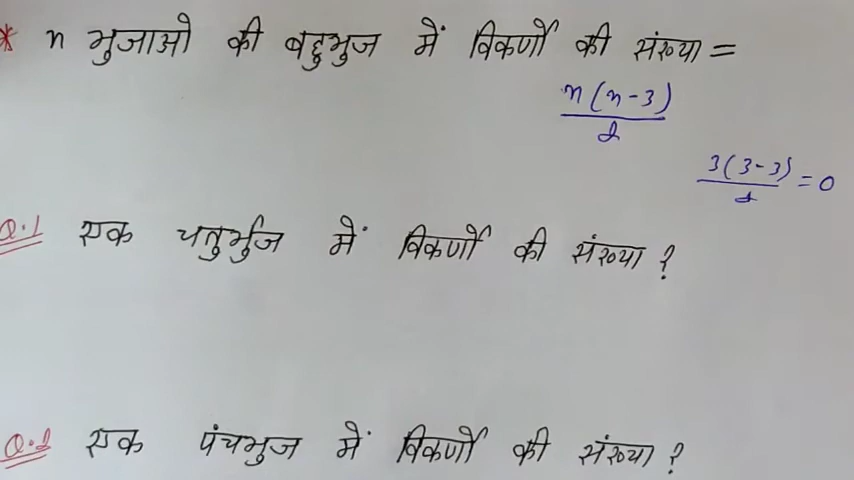 * n भुजाओ की बहुभुज में विकर्णों की संख्या =
n(n-3)/2
3(3-3)/2 = 0
Q.1 एक चतुर्भुज में विकर्णों की संख्या ?
Q.2 एक पंचभुज में विकर्णों की संख्या ?